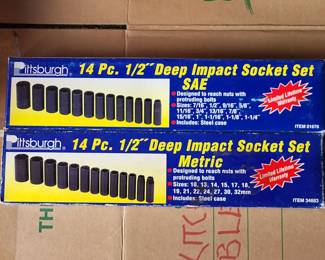 Pittsburgh
14 Pc. 1/2" Deep Impact Socket Set
SAE
Designed to reach nuts with
protruding bolts
Sizes: 7/16", 1/2", 9/16", 5/8",
11/16", 3/4", 13/16", 7/8",
15/16", 1", 1-1/16", 1-1/8", 1-1/4"
Includes: Steel case
Limited Lifetime
Warranty
ITEM 01676
Pittsburgh
14 Pc. 1/2" Deep Impact Socket Set
Metric
Designed to reach nuts with
protruding bolts
Sizes: 10, 13, 14, 15, 17, 18,
19, 21, 22, 24, 27, 30, 32mm
Includes: Steel case
Limited Lifetime
Warranty
ITEM 34683
TH